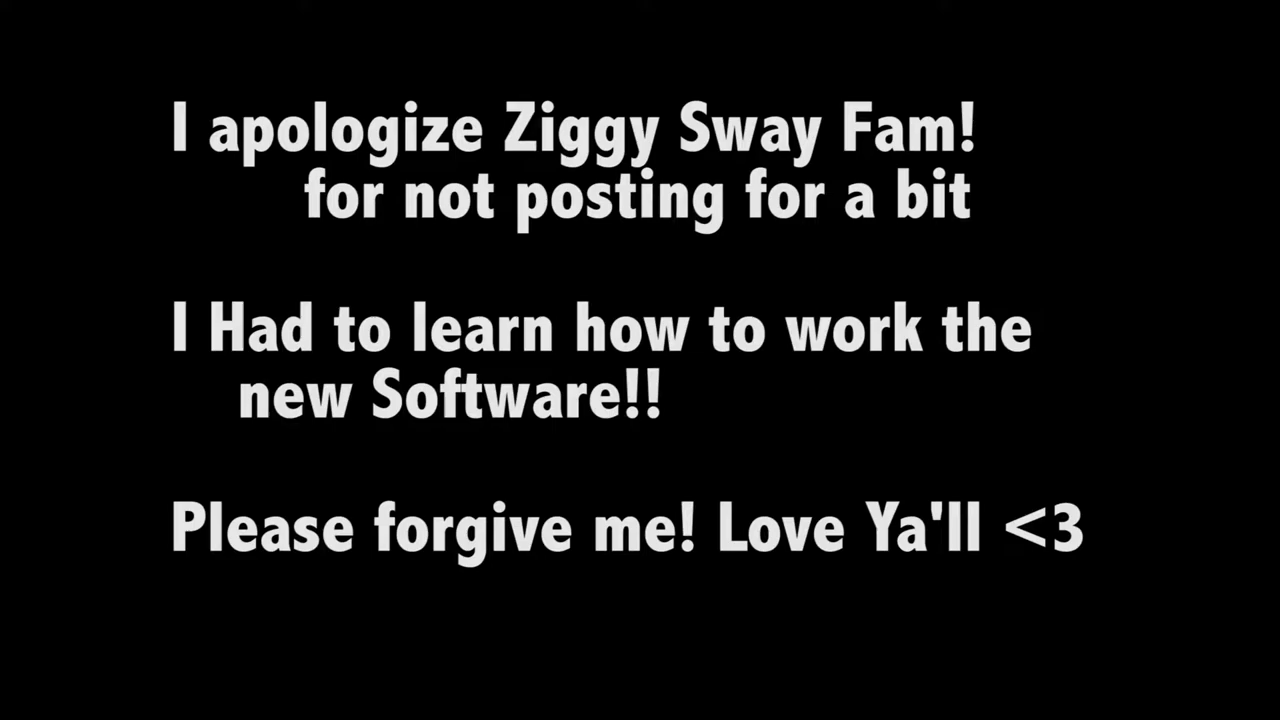 I apologize Ziggy Sway Fam!
for not posting for a bit
I Had to learn how to work the
new Software!!
Please forgive me! Love Ya'll <3